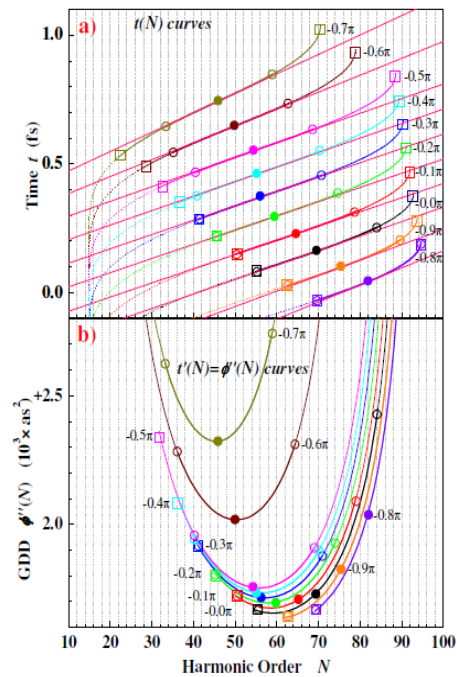 a)
t(N) curves
1.0
0.5
0.0
Time t (fs)
-0.7π
-0.6π
-0.5π
-0.4π
-0.3π
-0.2π
-0.1π
-0.0π
-0.9π
-0.8π
b)
t'(N)=ϕ''(N) curves
+2.5
2.0
GDD ϕ''(N) (10³× as²)
-0.7π
-0.6π
-0.5π
-0.4π
-0.3π
-0.2π
-0.1π
-0.0π
-0.8π
-0.9π
10 20 30 40 50 60 70 80 90 100
Harmonic Order N